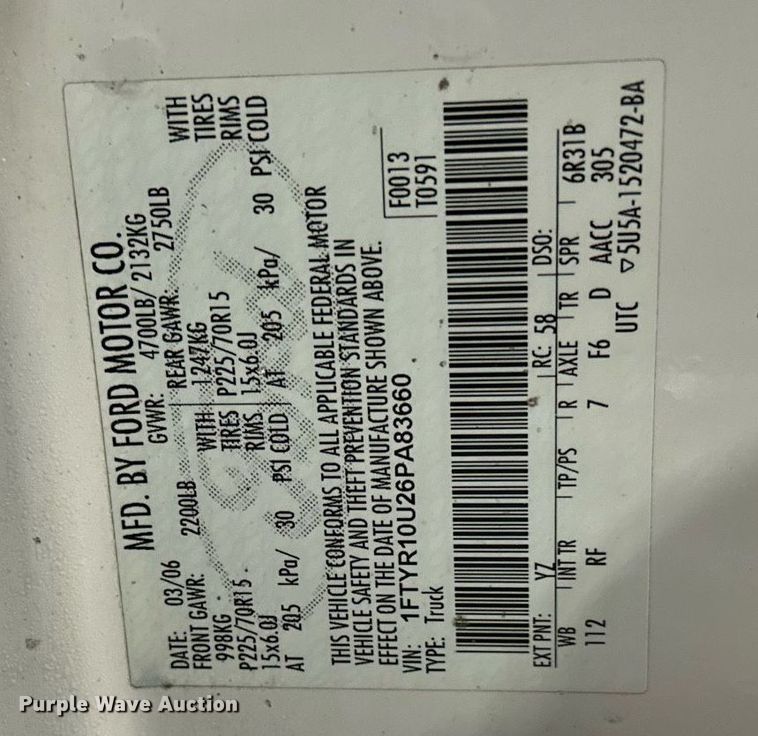 MFD. BY FORD MOTOR CO.
DATE: 03/06 GVWR: 4700LB/ 2132KG
FRONT GAWR: 2200LB REAR GAWR: 2750LB
998KG WITH 1247KG WITH
P225/70R15 TIRES P225/70R15 TIRES
15x6.0J RIMS 15x6.0J RIMS
AT 205 kPa/ 30 PSI COLD AT 205 kPa/ 30 PSI COLD
THIS VEHICLE CONFORMS TO ALL APPLICABLE FEDERAL MOTOR
VEHICLE SAFETY AND THEFT PREVENTION STANDARDS IN
EFFECT ON THE DATE OF MANUFACTURE SHOWN ABOVE.
VIN: 1FTYR10U26PA83660 F0013
TYPE: Truck T0591
EXT PNT: YZ RC: 58 DSO:
WB INT TR TP/PS R AXLE TR SPR 6R31B
112 RF 7 F6 D AACC 305
UTC ▽5U5A-1520472-BA
Purple Wave Auction